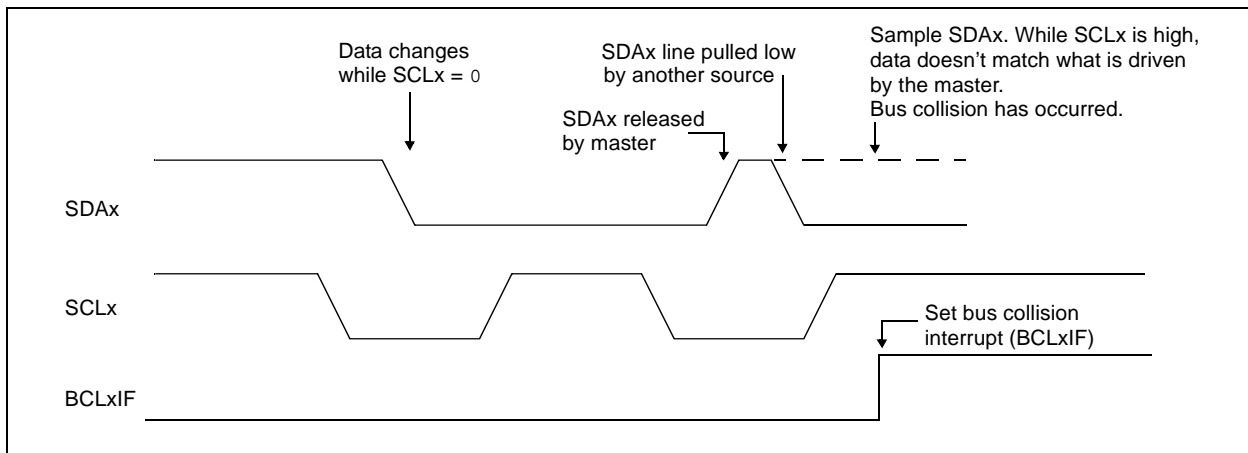 Data changes
while SCLx = 0
SDAx line pulled low
by another source
Sample SDAx. While SCLx is high,
data doesn't match what is driven
by the master.
Bus collision has occurred.
SDAx released
by master
SDAx
SCLx
Set bus collision
interrupt (BCLxIF)
BCLxIF